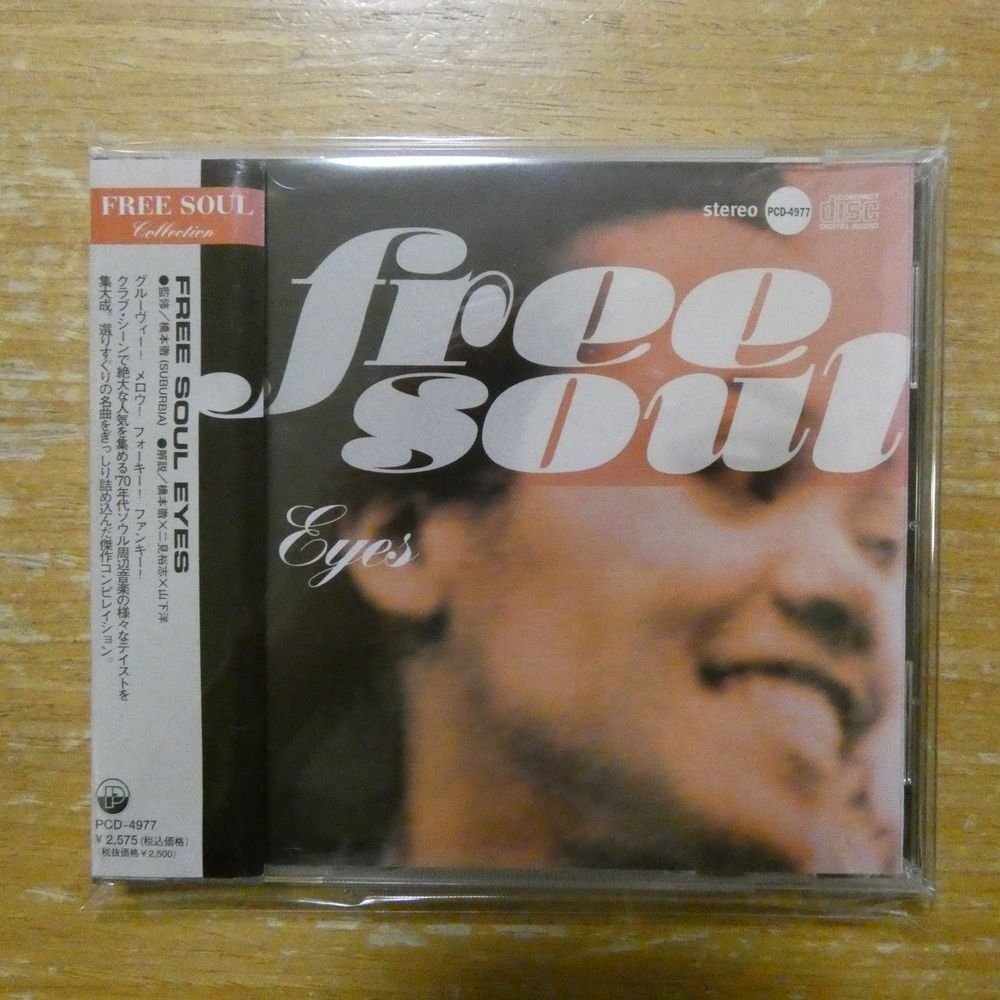 FREE SOUL
Collection
FREE SOUL EYES
●監修／橋本徹(SUBURBIA) ●解説／橋本徹×二見裕志×山下洋
グルーヴィー! メロウ! フォーキー! ファンキー!
クラブ・シーンで絶大な人気を集める'70年代ソウル周辺音楽の様々なテイストを
集大成。選りすぐりの名曲をぎっしり詰め込んだ傑作コンピレイション。
PCD-4977
¥2,575(税込価格)
(税抜価格¥2,500)
stereo
PCD-4977
COMPACT
disc
DIGITAL AUDIO
free
soul
Eyes